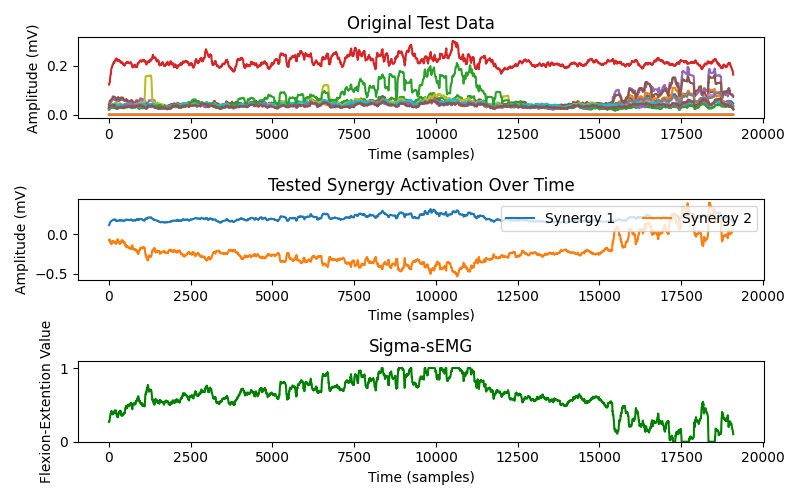 Original Test Data
Amplitude (mV)
0.2
0.0
0 2500 5000 7500 10000 12500 15000 17500 20000
Time (samples)
Tested Synergy Activation Over Time
Amplitude (mV)
0.0
−0.5
Synergy 1 Synergy 2
0 2500 5000 7500 10000 12500 15000 17500 20000
Time (samples)
Sigma-sEMG
Flexion-Extention Value
1
0
0 2500 5000 7500 10000 12500 15000 17500 20000
Time (samples)